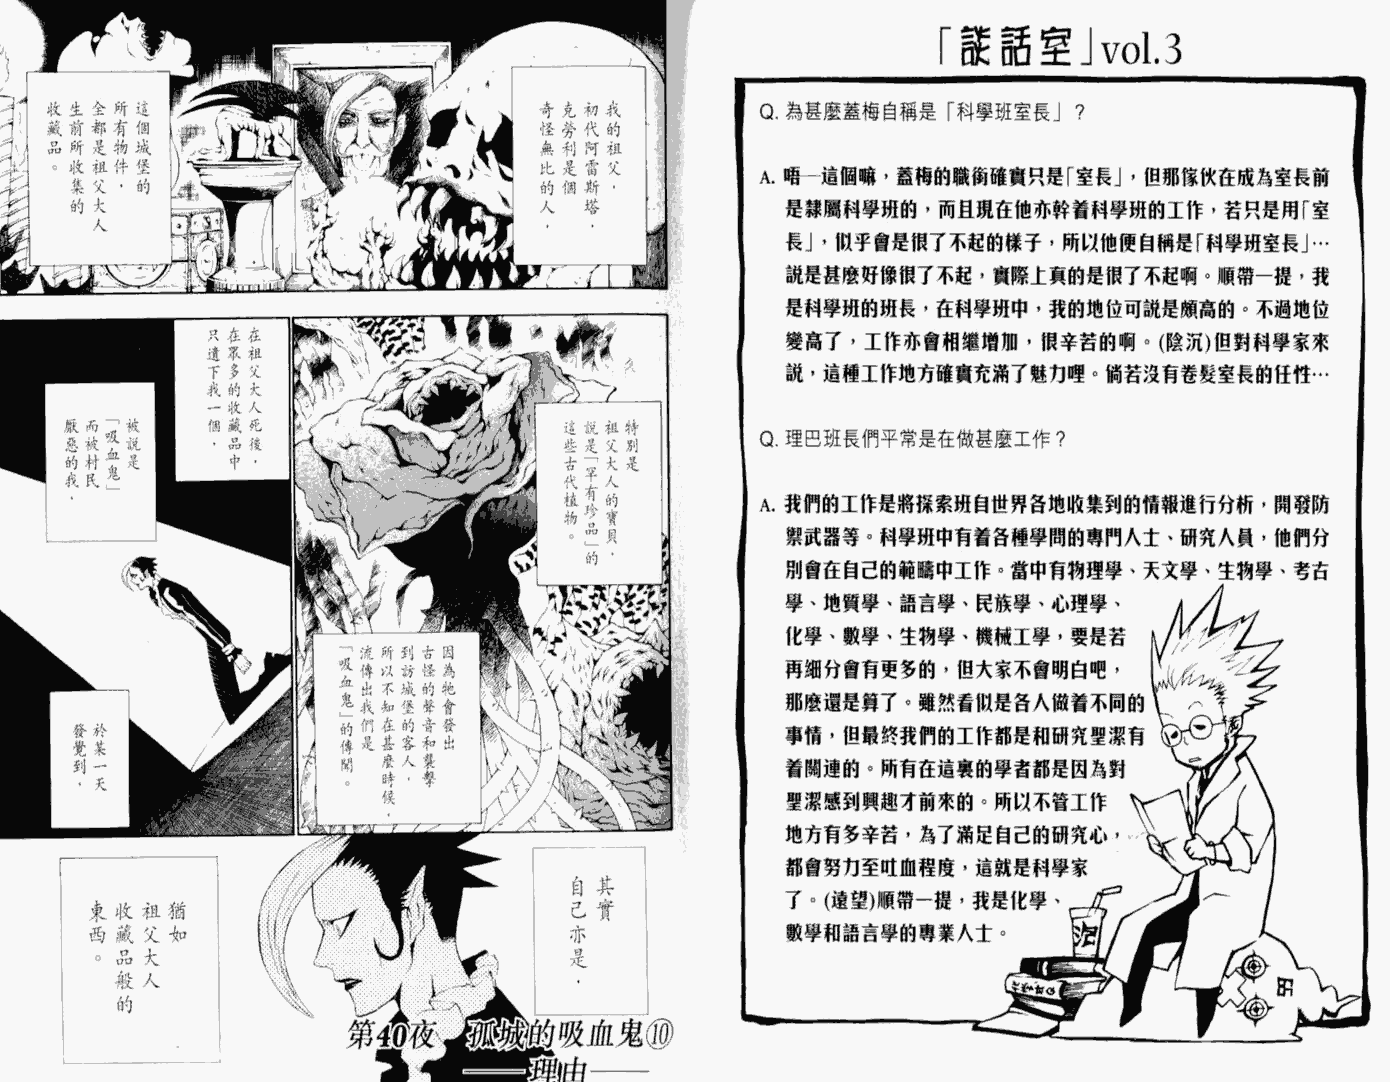 「談話室」vol.3
Q. 為甚麼蓋梅自稱是「科學班室長」？
A. 唔─這個嘛，蓋梅的職銜確實只是「室長」，但那傢伙在成為室長前
是隸屬科學班的，而且現在他亦幹着科學班的工作，若只是用「室
長」，似乎會是很了不起的樣子，所以他便自稱是「科學班室長」…
說是甚麼好像很了不起，實際上真的是很了不起啊。順帶一提，我
是科學班的班長，在科學班中，我的地位可說是頗高的。不過地位
變高了，工作亦會相繼增加，很辛苦的啊。(陰沉)但對科學家來
說，這種工作地方確實充滿了魅力哩。倘若沒有卷髮室長的任性…
Q. 理巴班長們平常是在做甚麼工作？
A. 我們的工作是將探索班自世界各地收集到的情報進行分析，開發防
禦武器等。科學班中有着各種學問的專門人士、研究人員，他們分
別會在自己的範疇中工作。當中有物理學、天文學、生物學、考古
學、地質學、語言學、民族學、心理學、
化學、數學、生物學、機械工學，要是若
再細分會有更多的，但大家不會明白吧，
那麼還是算了。雖然看似是各人做着不同的
事情，但最終我們的工作都是和研究聖潔有
着關連的。所有在這裏的學者都是因為對
聖潔感到興趣才前來的。所以不管工作
地方有多辛苦，為了滿足自己的研究心，
都會努力至吐血程度，這就是科學家
了。(遠望)順帶一提，我是化學、
數學和語言學的專業人士。
我的祖父，
初代阿雷斯塔．
克勞利是個
奇怪無比的人，
這個城堡的
所有物件，
全都是祖父大人
生前所收集的
收藏品。
特別是
祖父大人的寶貝，
說是「罕有珍品」的
這些古代植物。
因為牠會發出
古怪的聲音和襲擊
到訪城堡的客人，
所以不知在甚麼時候，
流傳出我們是
「吸血鬼」的傳聞。
在祖父大人死後，
在眾多的收藏品中
只遺下我一個，
被說是
「吸血鬼」
而被村民
厭惡的我，
於某一天
發覺到，
其實
自己亦是，
猶如
祖父大人
收藏品般的
東西。
第40夜　孤城的吸血鬼⑩
──理由──